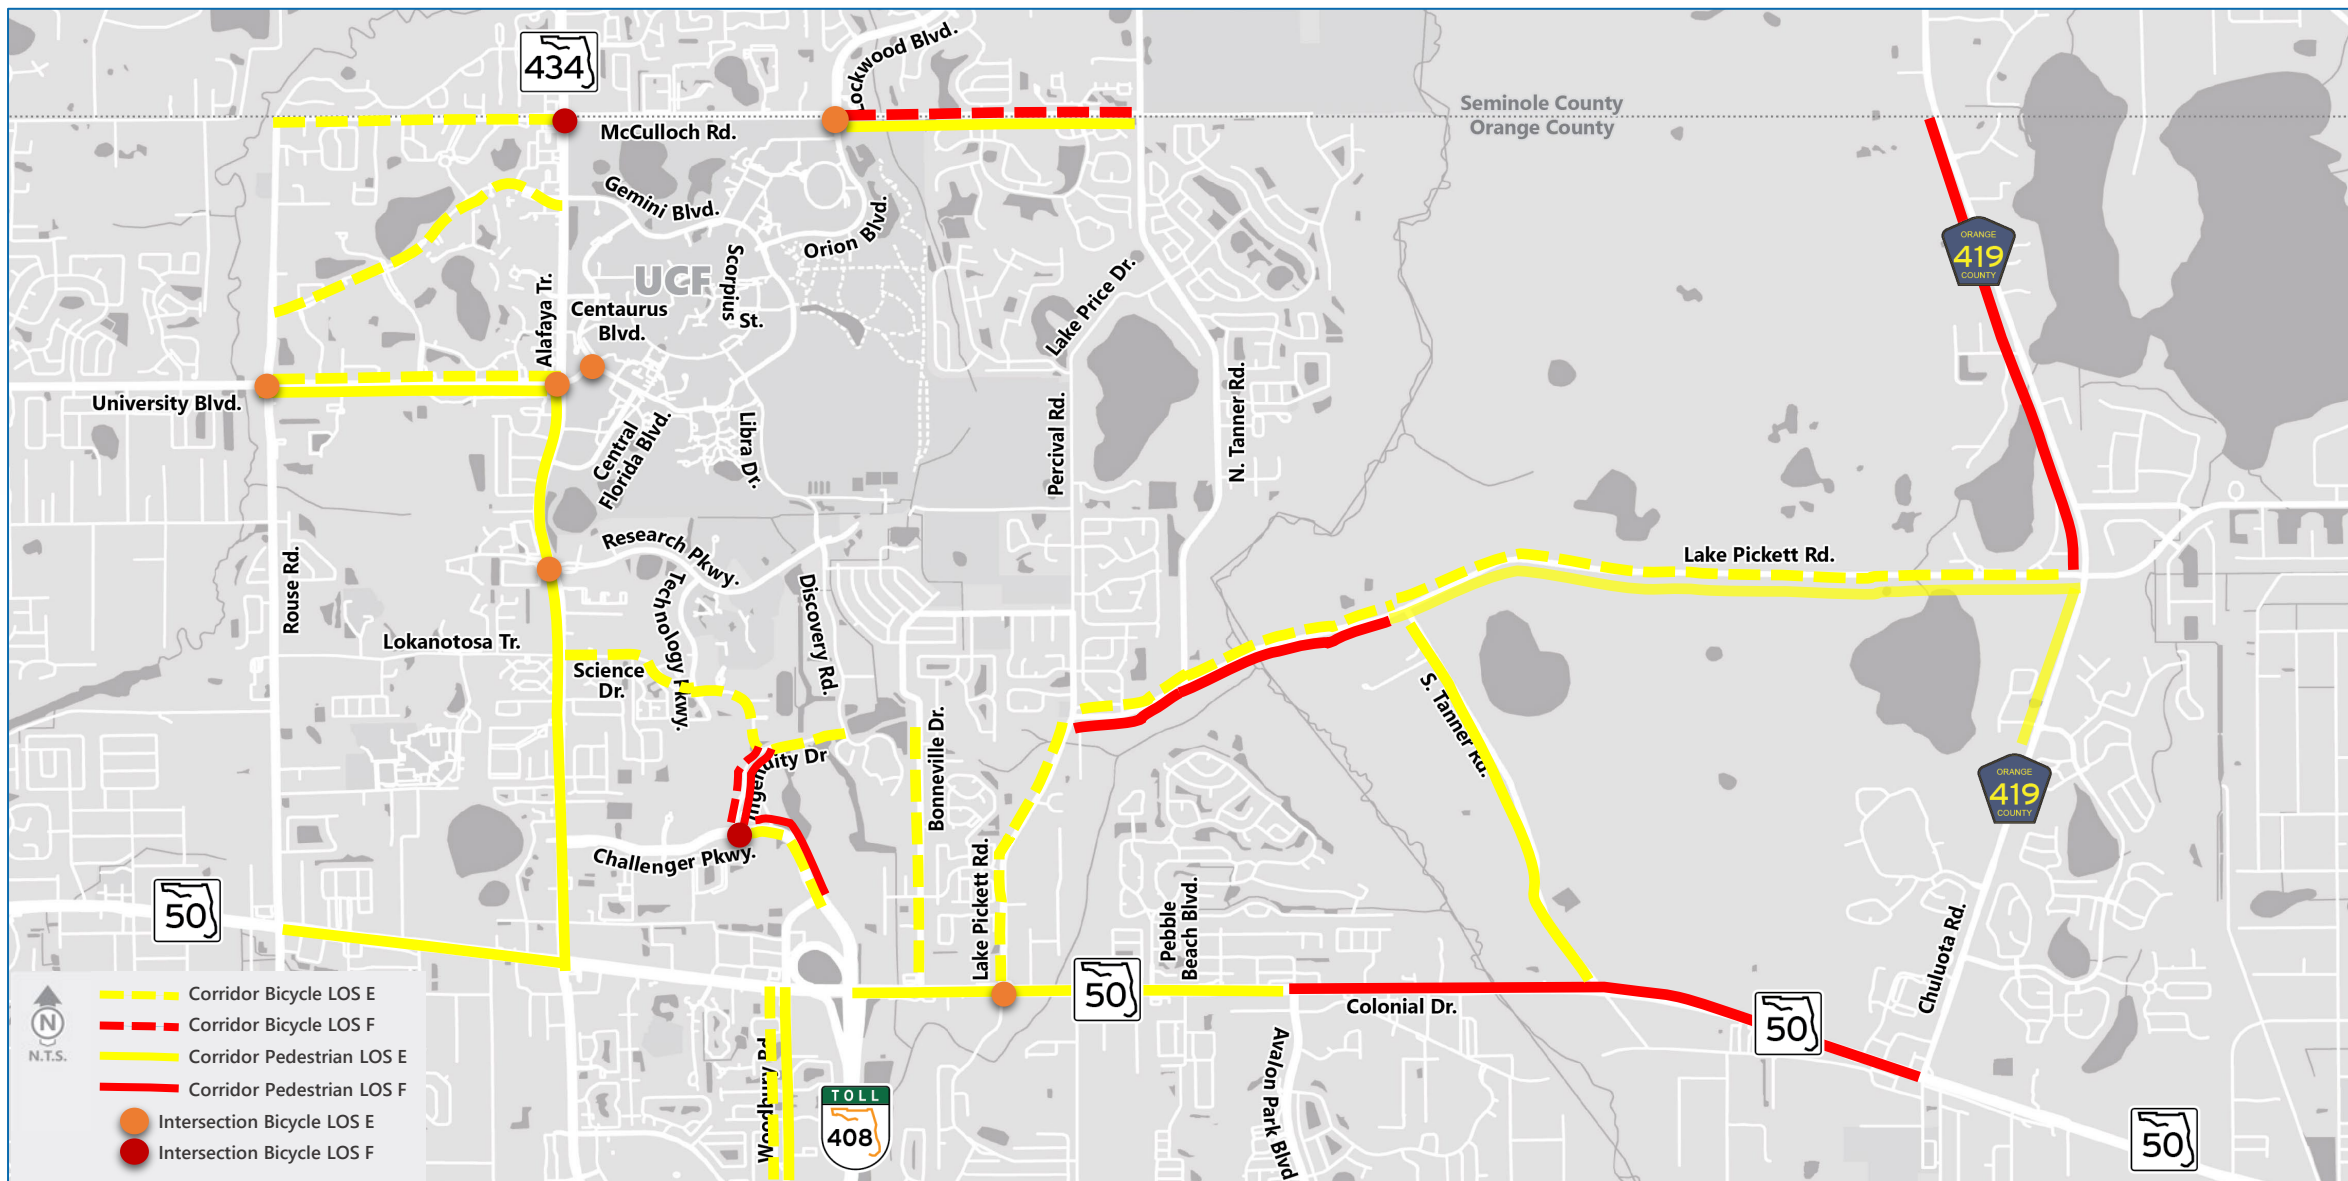 434
Lockwood Blvd.
McCulloch Rd.
Seminole County
Orange County
Gemini Blvd.
Orion Blvd.
Scorpius
St.
UCF
ORANGE
419
COUNTY
Lake Price Dr.
Alafaya Tr.
Centaurus
Blvd.
University Blvd.
Central
Florida Blvd.
Libra Dr.
Percival Rd.
N. Tanner Rd.
Rouse Rd.
Research Pkwy.
Technology Pkwy.
Discovery Rd.
Lake Pickett Rd.
Lokanotosa Tr.
Science
Dr.
S. Tanner Rd.
Ingenuity Dr
Bonneville Dr.
ORANGE
419
COUNTY
Challenger Pkwy.
Lake Pickett Rd.
Pebble
Beach Blvd.
50
50
Colonial Dr.
50
Chuluota Rd.
Woodbury Rd.
Avalon Park Blvd
TOLL
408
50
N
N.T.S.
Corridor Bicycle LOS E
Corridor Bicycle LOS F
Corridor Pedestrian LOS E
Corridor Pedestrian LOS F
Intersection Bicycle LOS E
Intersection Bicycle LOS F